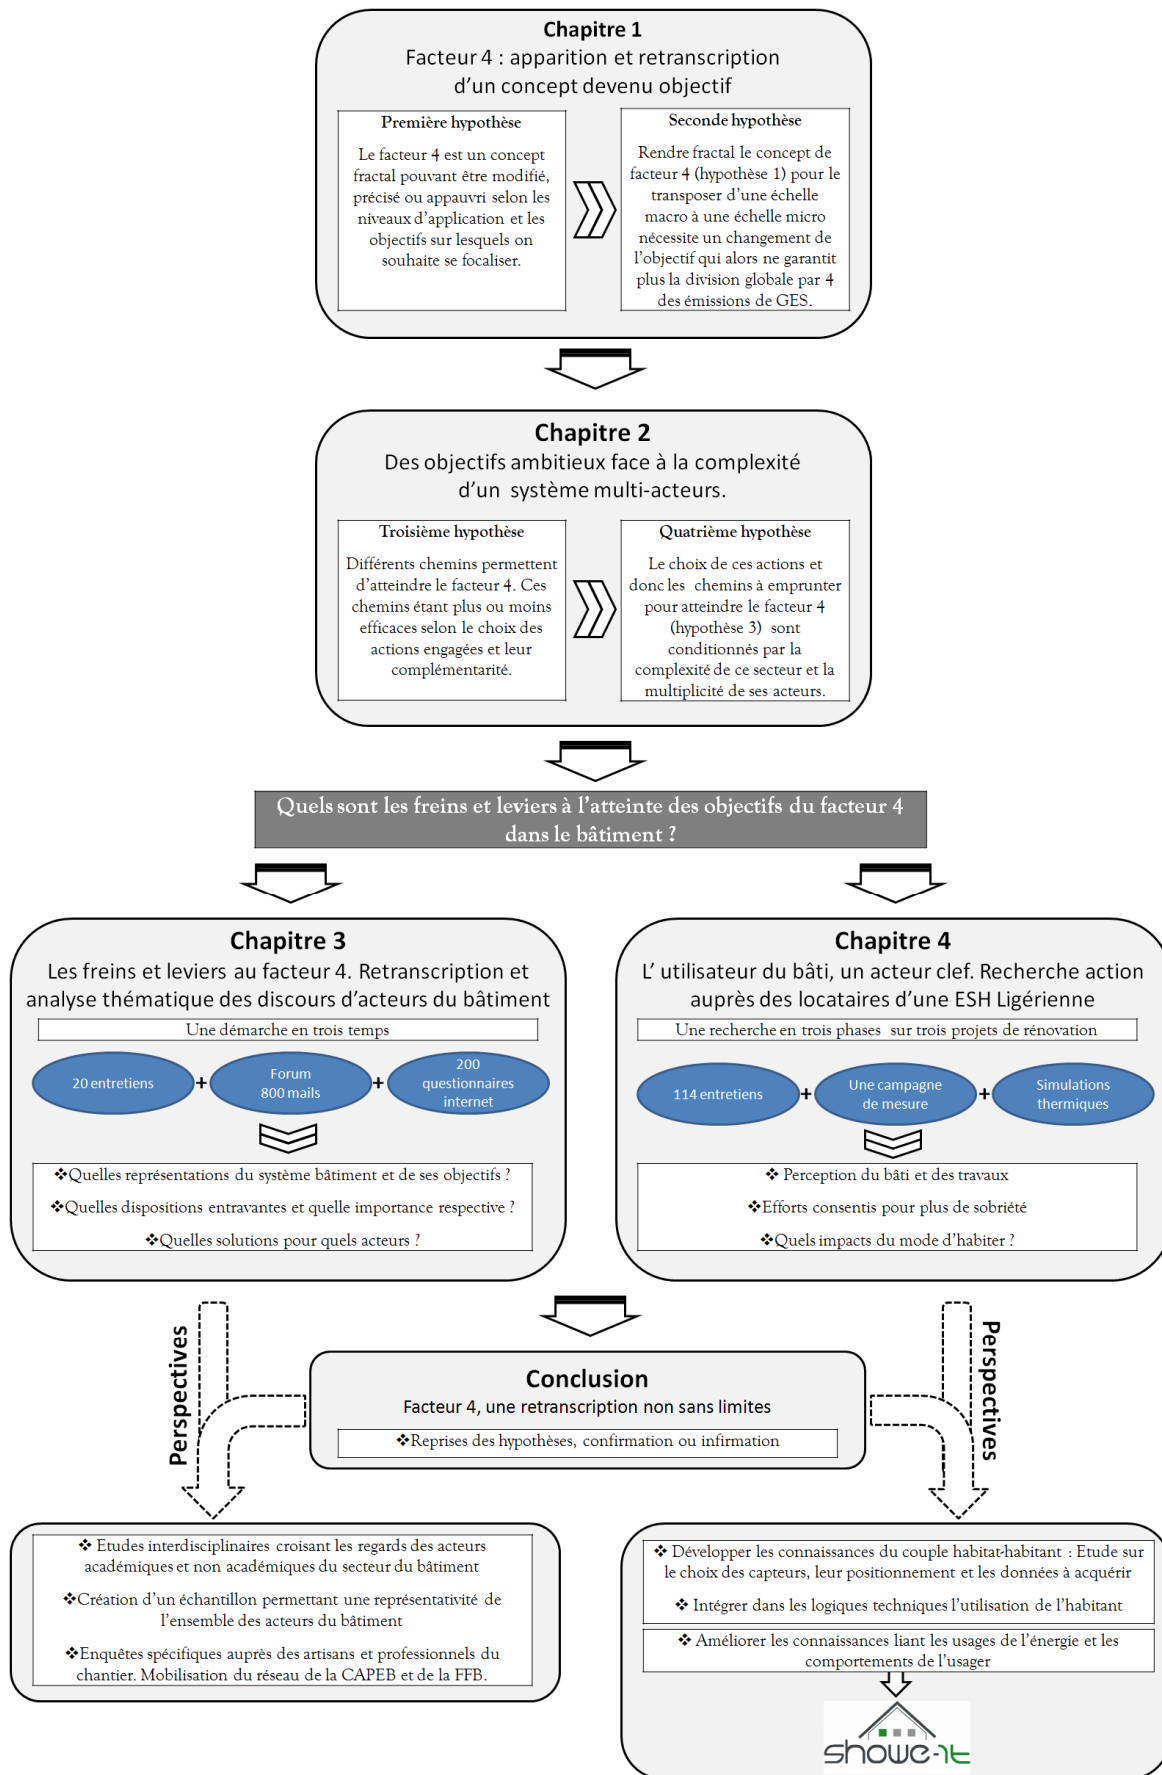 Chapitre 1
Facteur 4 : apparition et retranscription
d’un concept devenu objectif
Première hypothèse
Le facteur 4 est un concept
fractal pouvant être modifié,
précisé ou appauvri selon les
niveaux d’application et les
objectifs sur lesquels on
souhaite se focaliser.
Seconde hypothèse
Rendre fractal le concept de
facteur 4 (hypothèse 1) pour le
transposer d’une échelle
macro à une échelle micro
nécessite un changement de
l’objectif qui alors ne garantit
plus la division globale par 4
des émissions de GES.
Chapitre 2
Des objectifs ambitieux face à la complexité
d’un système multi-acteurs.
Troisième hypothèse
Différents chemins permettent
d’atteindre le facteur 4. Ces
chemins étant plus ou moins
efficaces selon le choix des
actions engagées et leur
complémentarité.
Quatrième hypothèse
Le choix de ces actions et
donc les chemins à emprunter
pour atteindre le facteur 4
(hypothèse 3) sont
conditionnés par la
complexité de ce secteur et la
multiplicité de ses acteurs.
Quels sont les freins et leviers à l’atteinte des objectifs du facteur 4
dans le bâtiment ?
Chapitre 3
Les freins et leviers au facteur 4. Retranscription et
analyse thématique des discours d’acteurs du bâtiment
Une démarche en trois temps
20 entretiens
+
Forum
800 mails
+
200
questionnaires
internet
❖Quelles représentations du système bâtiment et de ses objectifs ?
❖Quelles dispositions entravantes et quelle importance respective ?
❖Quelles solutions pour quels acteurs ?
Chapitre 4
L’ utilisateur du bâti, un acteur clef. Recherche action
auprès des locataires d’une ESH Ligérienne
Une recherche en trois phases sur trois projets de rénovation
114 entretiens
+
Une campagne
de mesure
+
Simulations
thermiques
❖ Perception du bâti et des travaux
❖Efforts consentis pour plus de sobriété
❖Quels impacts du mode d’habiter ?
Perspectives
Conclusion
Facteur 4, une retranscription non sans limites
❖Reprises des hypothèses, confirmation ou infirmation
Perspectives
❖ Etudes interdisciplinaires croisant les regards des acteurs
académiques et non académiques du secteur du bâtiment
❖Création d’un échantillon permettant une représentativité de
l’ensemble des acteurs du bâtiment
❖Enquêtes spécifiques auprès des artisans et professionnels du
chantier. Mobilisation du réseau de la CAPEB et de la FFB.
❖ Développer les connaissances du couple habitat-habitant : Etude sur
le choix des capteurs, leur positionnement et les données à acquérir
❖ Intégrer dans les logiques techniques l’utilisation de l’habitant
❖ Améliorer les connaissances liant les usages de l’énergie et les
comportements de l’usager
showe-it